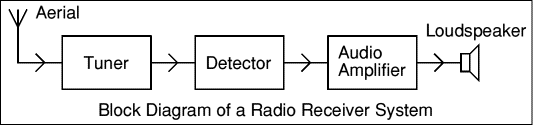 Aerial
Loudspeaker
Tuner
Detector
Audio
Amplifier
Block Diagram of a Radio Receiver System